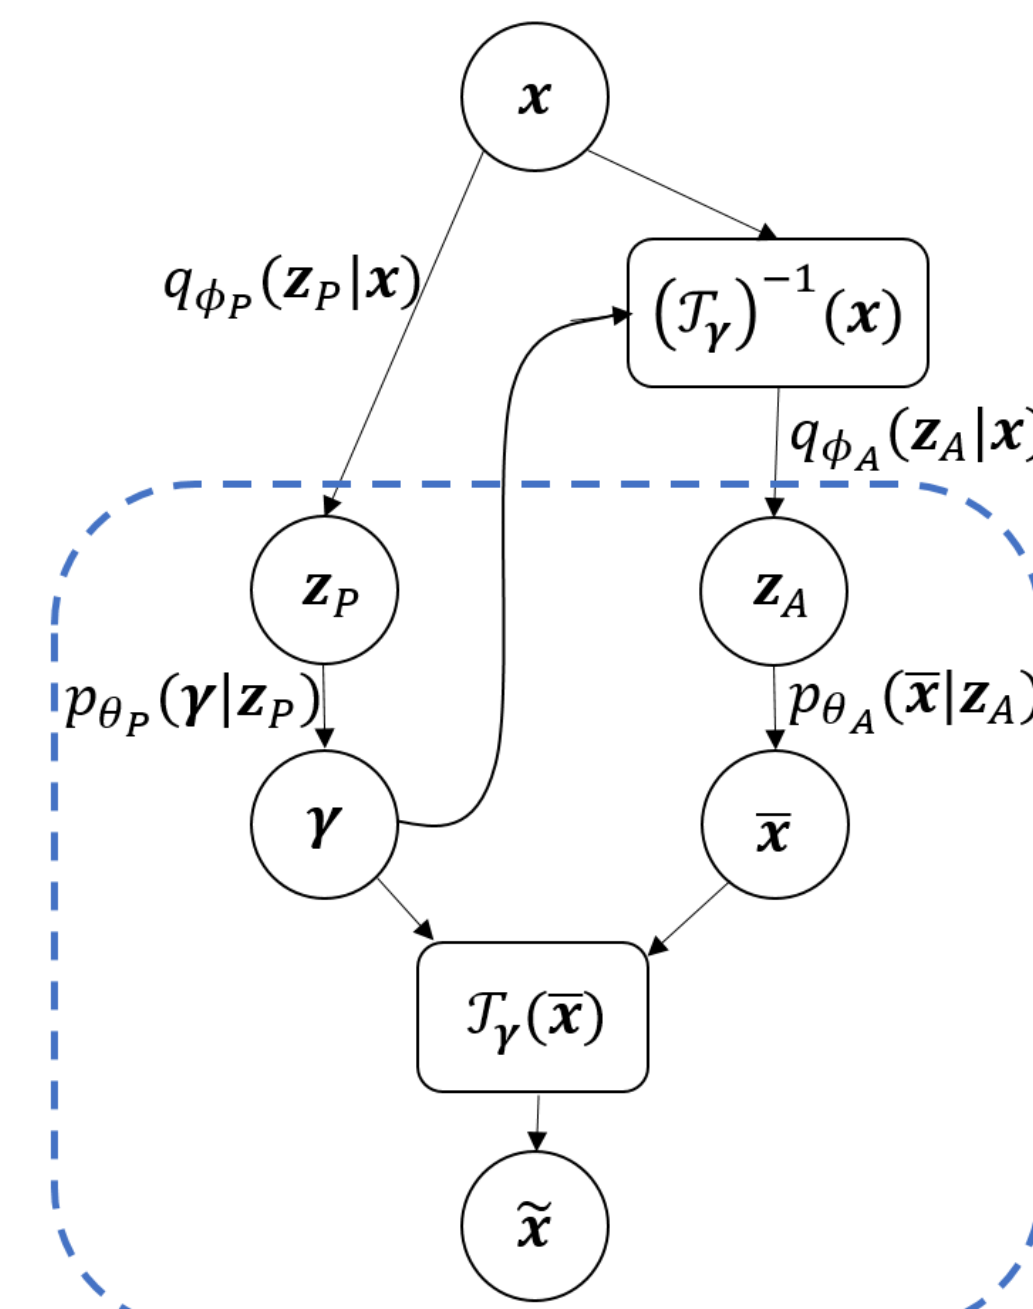 x
q_{ϕ_P}(z_P|x)
(𝒯_γ)^{-1}(x)
q_{ϕ_A}(z_A|x)
z_P
z_A
p_{θ_P}(γ|z_P)
p_{θ_A}(x̅|z_A)
γ
x̅
𝒯_γ(x̅)
x̃